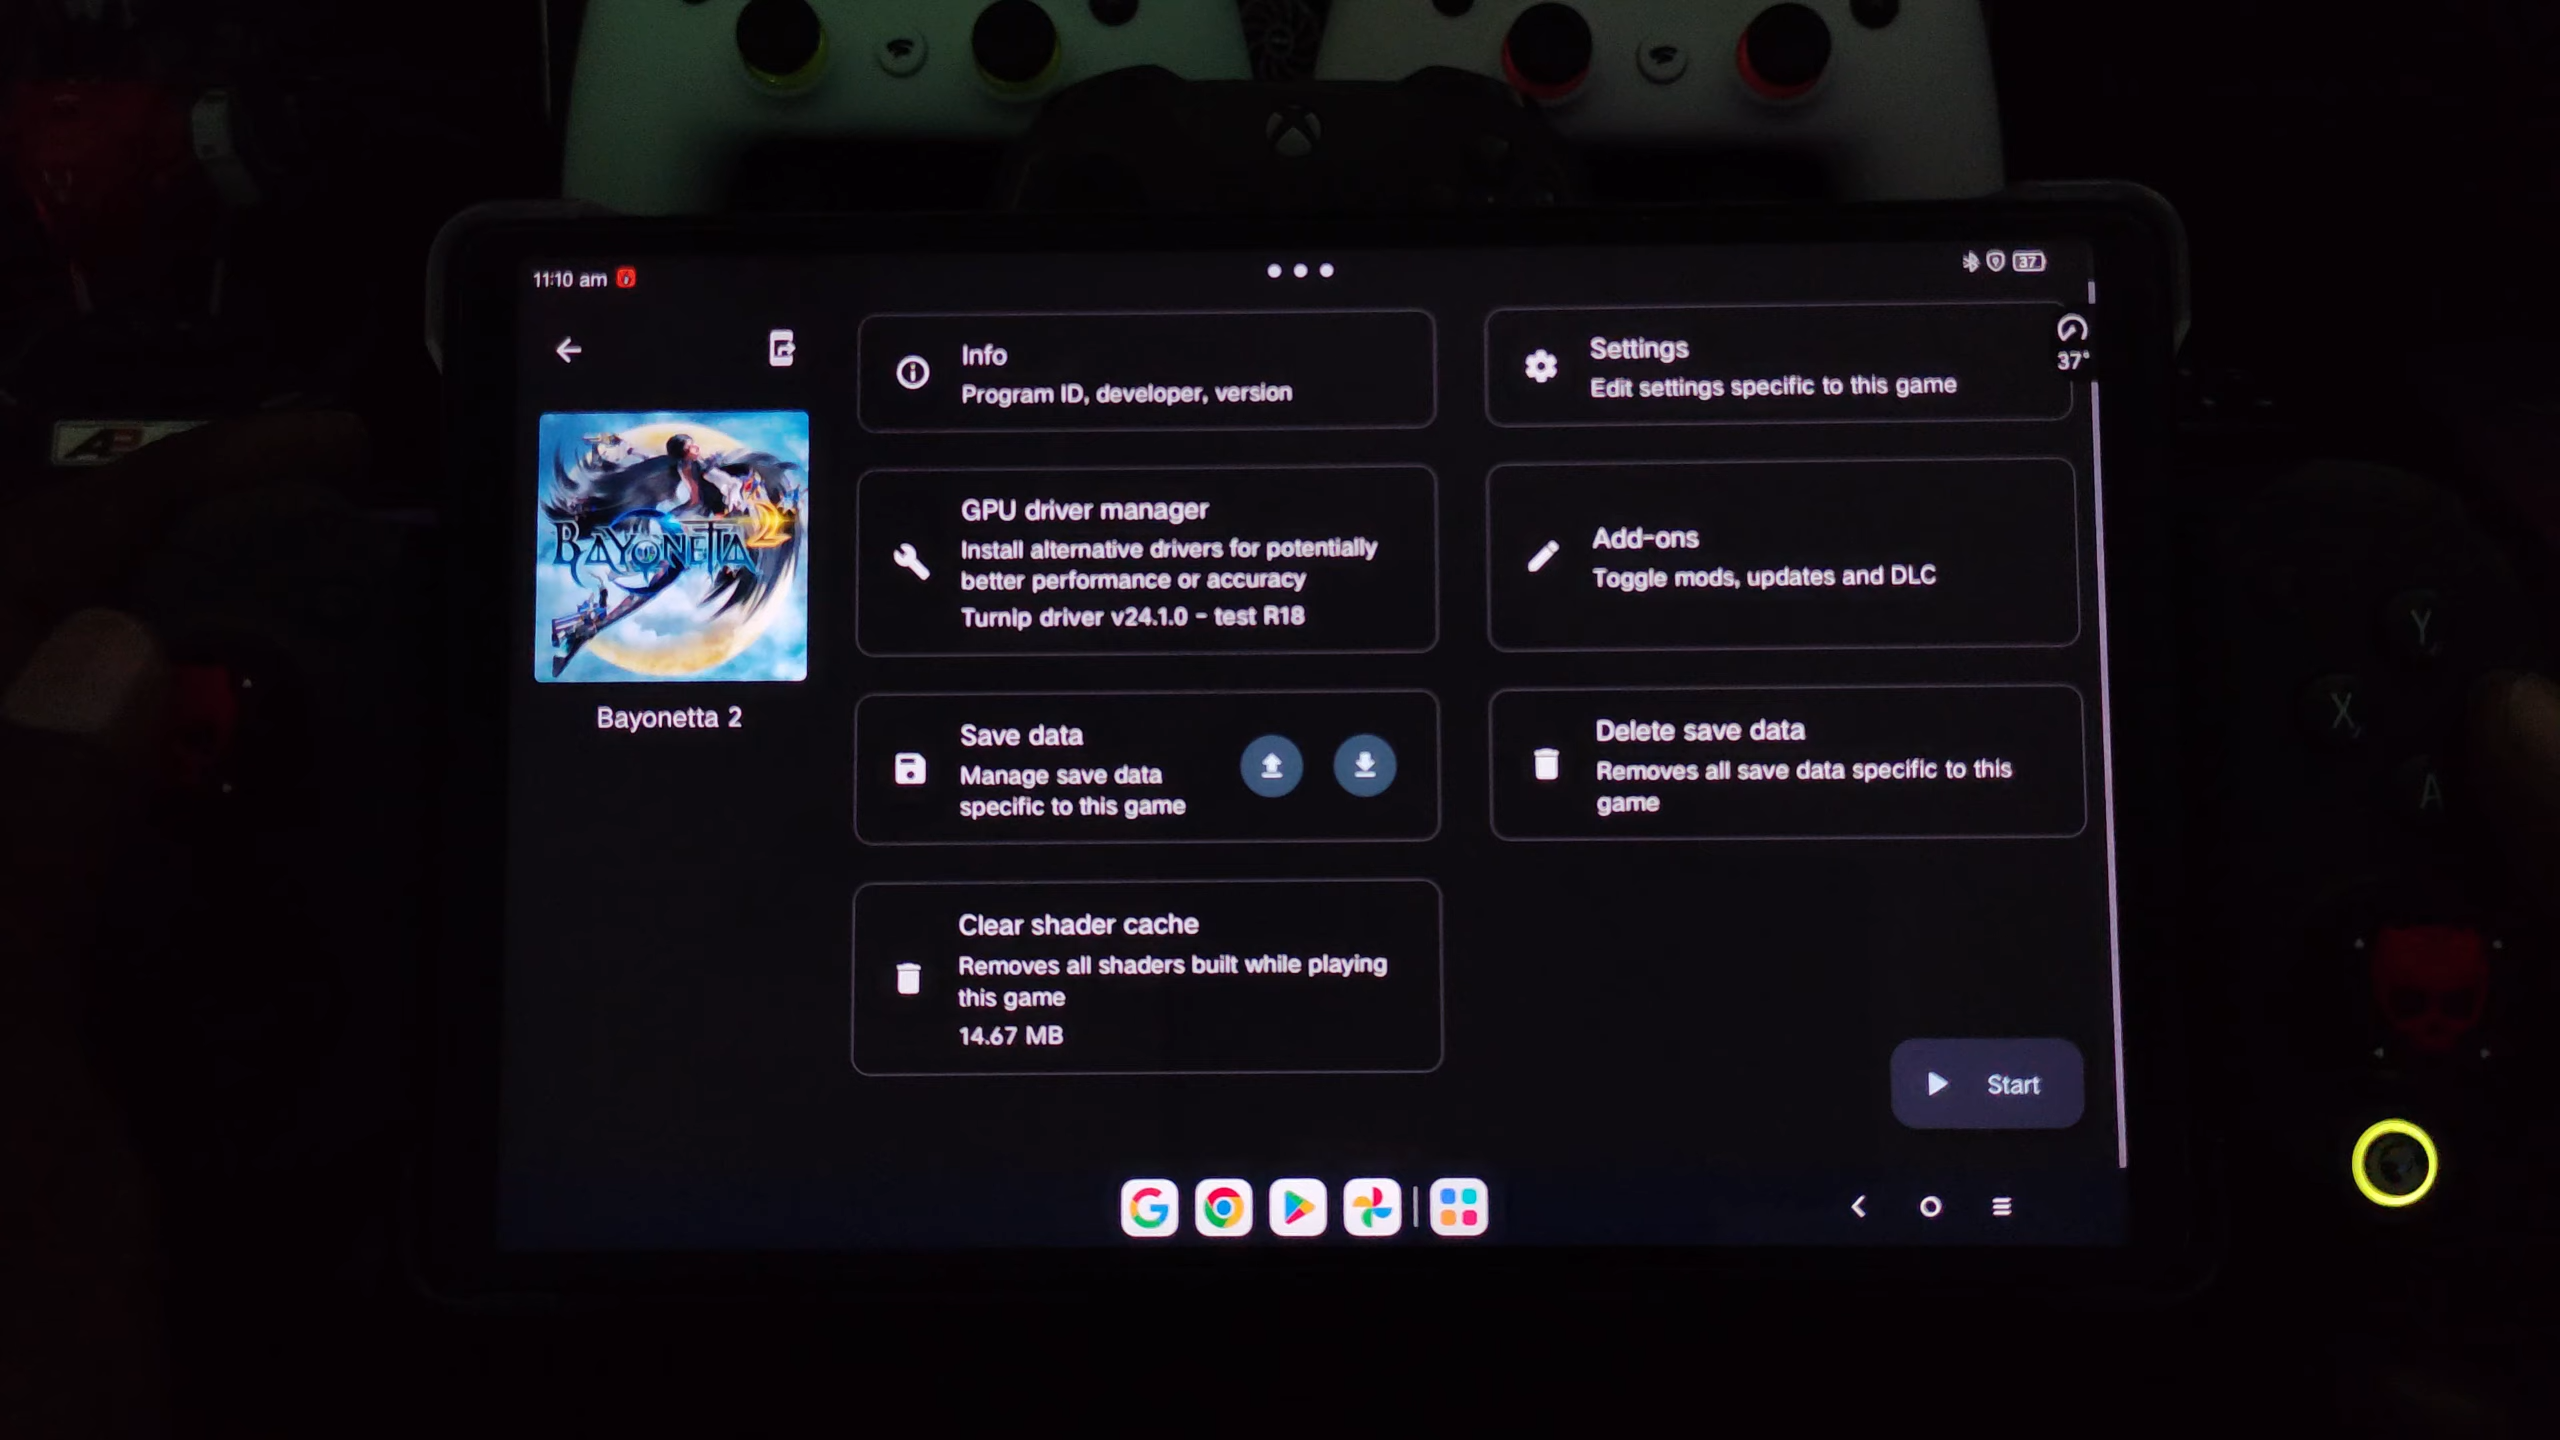 11:10 am
37
Info
Program ID, developer, version
Settings
Edit settings specific to this game
37°
BAYONETTA 2
Bayonetta 2
GPU driver manager
Install alternative drivers for potentially
better performance or accuracy
Turnip driver v24.1.0 - test R18
Add-ons
Toggle mods, updates and DLC
Save data
Manage save data
specific to this game
Delete save data
Removes all save data specific to this
game
Clear shader cache
Removes all shaders built while playing
this game
14.67 MB
Start
Y
X
A